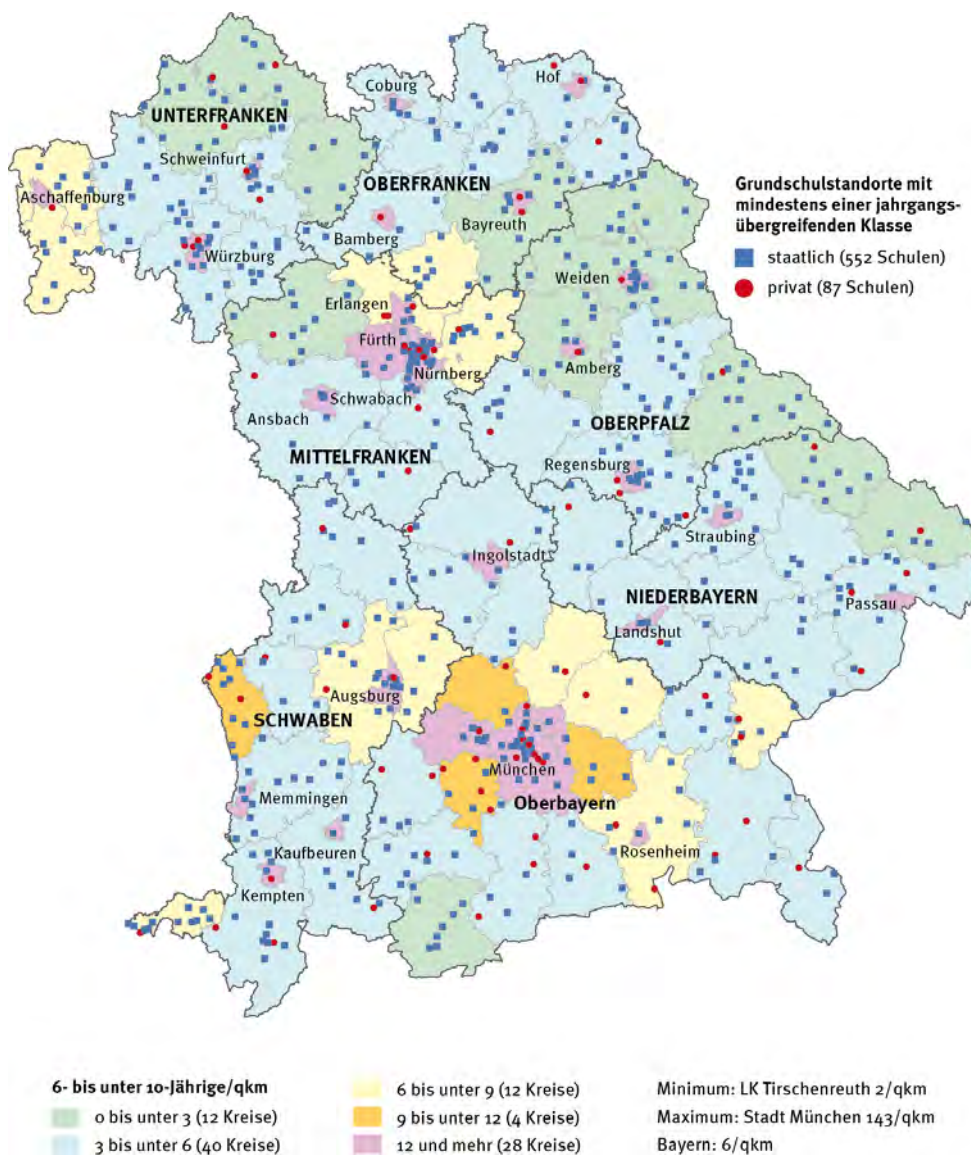 Coburg
Hof
UNTERFRANKEN
Schweinfurt
Aschaffenburg
OBERFRANKEN
Bayreuth
Bamberg
Würzburg
Weiden
Erlangen
Fürth
Nürnberg
Amberg
Schwabach
Ansbach
OBERPFALZ
MITTELFRANKEN
Regensburg
Straubing
Ingolstadt
NIEDERBAYERN
Passau
Landshut
Augsburg
SCHWABEN
München
Memmingen
Oberbayern
Kaufbeuren
Rosenheim
Kempten
Grundschulstandorte mit
mindestens einer jahrgangs-
übergreifenden Klasse
staatlich (552 Schulen)
privat (87 Schulen)
6- bis unter 10-Jährige/qkm
0 bis unter 3 (12 Kreise)
3 bis unter 6 (40 Kreise)
6 bis unter 9 (12 Kreise)
9 bis unter 12 (4 Kreise)
12 und mehr (28 Kreise)
Minimum: LK Tirschenreuth 2/qkm
Maximum: Stadt München 143/qkm
Bayern: 6/qkm